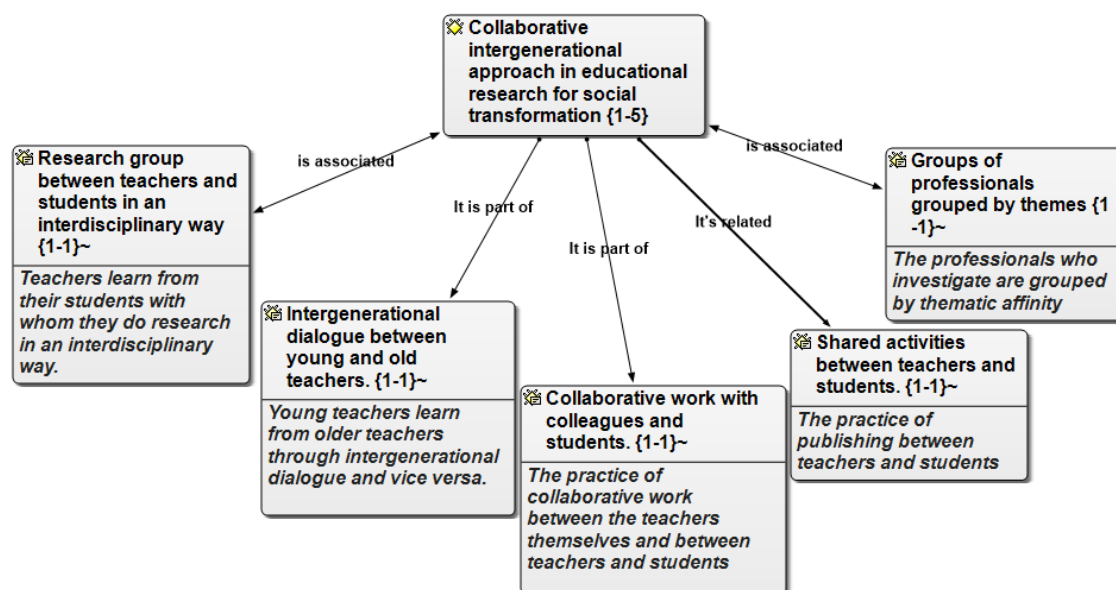 Collaborative
intergenerational
approach in educational
research for social
transformation {1-5}
is associated
It is part of
It is part of
It's related
is associated
Research group
between teachers and
students in an
interdisciplinary way
{1-1}~
Teachers learn from
their students with
whom they do research
in an interdisciplinary
way.
Intergenerational
dialogue between
young and old
teachers. {1-1}~
Young teachers learn
from older teachers
through intergenerational
dialogue and vice versa.
Collaborative work with
colleagues and
students. {1-1}~
The practice of
collaborative work
between the teachers
themselves and between
teachers and students
Shared activities
between teachers and
students. {1-1}~
The practice of
publishing between
teachers and students
Groups of
professionals
grouped by themes {1
-1}~
The professionals who
investigate are grouped
by thematic affinity